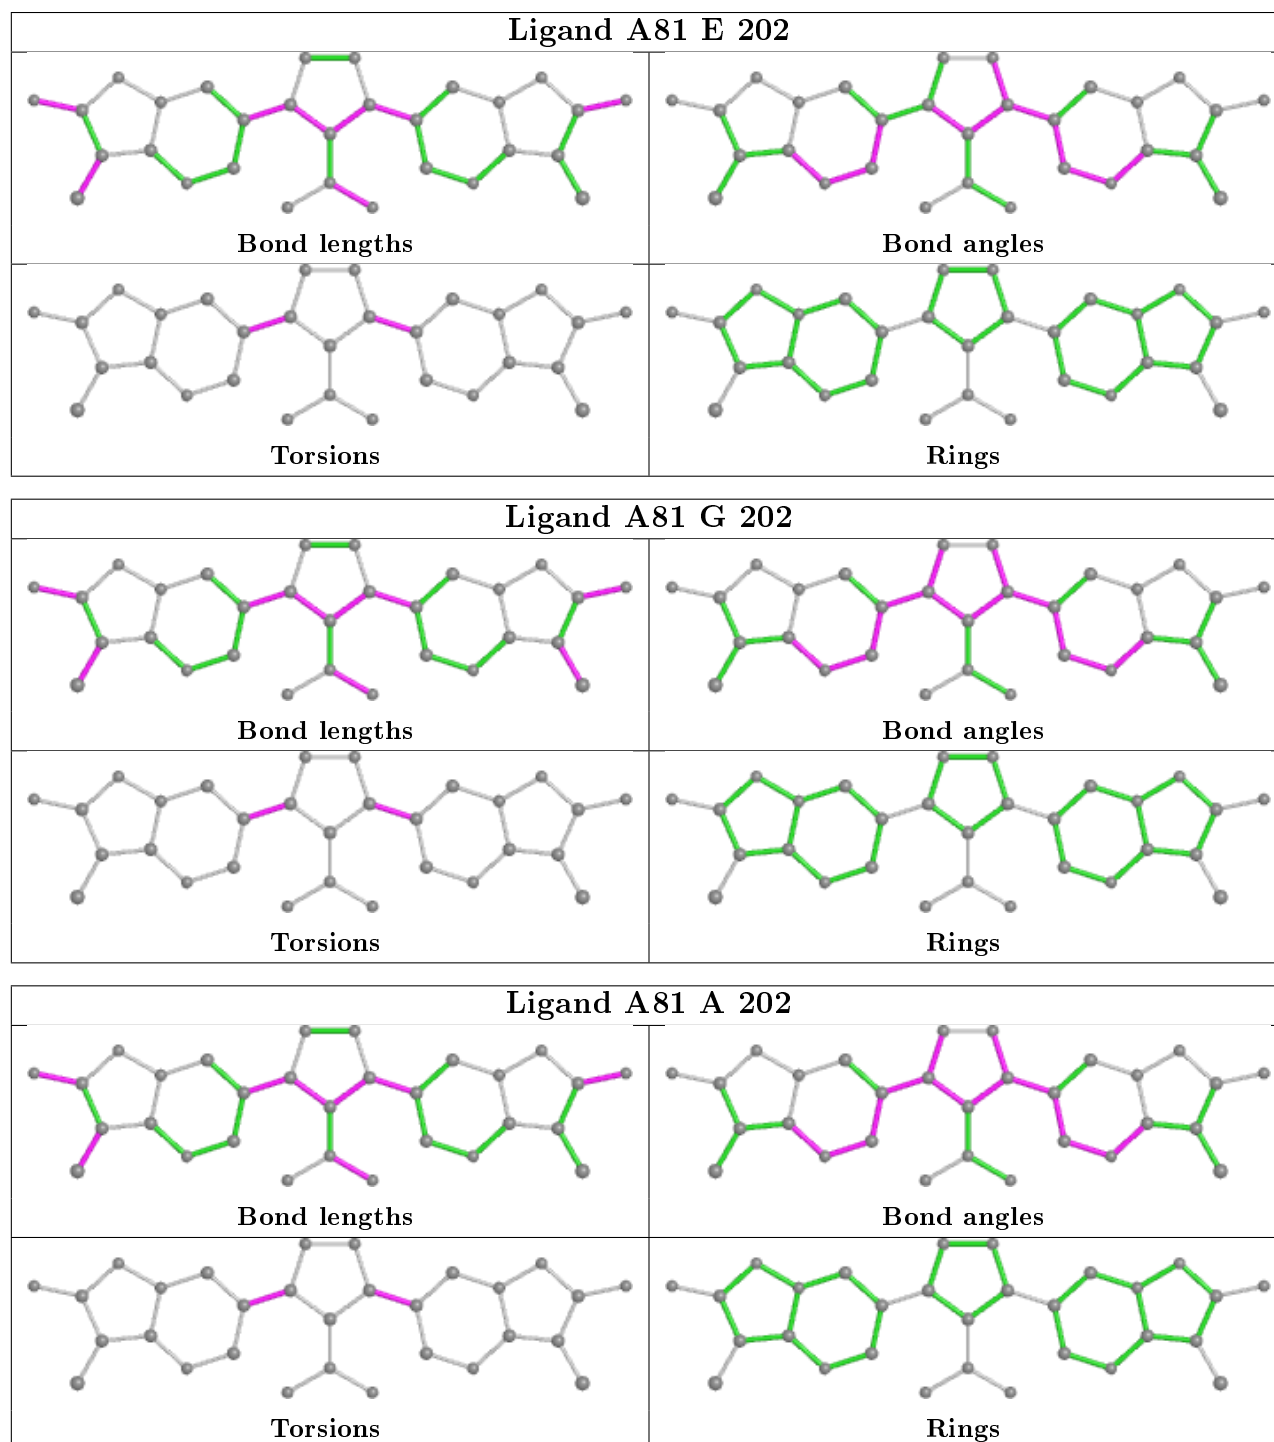 Ligand A81 E 202
Bond lengths
Bond angles
Torsions
Rings
Ligand A81 G 202
Bond lengths
Bond angles
Torsions
Rings
Ligand A81 A 202
Bond lengths
Bond angles
Torsions
Rings